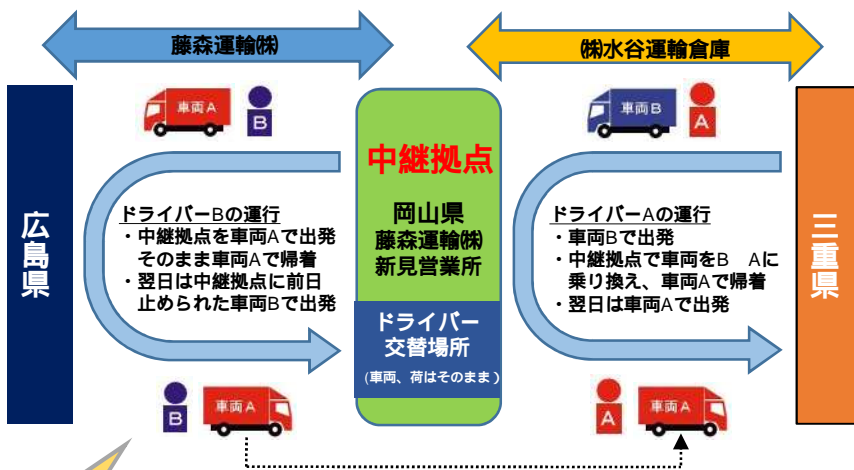 藤森運輸㈱
㈱水谷運輸倉庫
車両A
B
車両B
A
広島県
ドライバーBの運行
・中継拠点を車両Aで出発
そのまま車両Aで帰着
・翌日は中継拠点に前日
止められた車両Bで出発
中継拠点
岡山県
藤森運輸㈱
新見営業所
ドライバー
交替場所
(車両、荷はそのまま)
ドライバーAの運行
・車両Bで出発
・中継拠点で車両をB　Aに
乗り換え、車両Aで帰着
・翌日は車両Aで出発
三重県
B
車両A
A
車両A